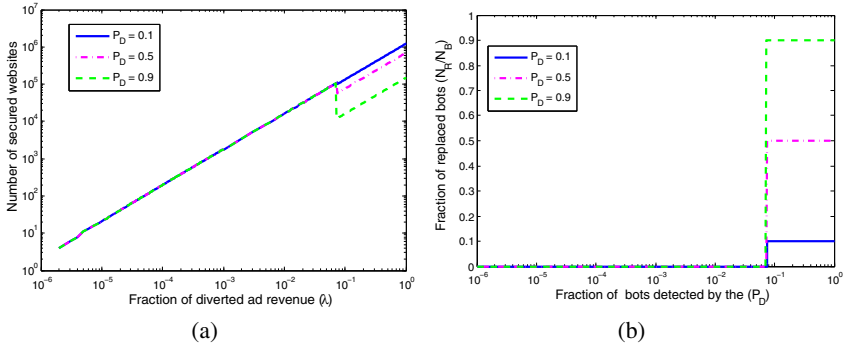 10^6
10^5
10^4
10^3
10^2
10^1
10^0
Number of secured websites
P_D = 0.1
P_D = 0.5
P_D = 0.9
10^-6 10^-5 10^-4 10^-3 10^-2 10^-1 10^0
Fraction of diverted ad revenue (λ)
(a)
1
0.9
0.8
0.7
0.6
0.5
0.4
0.3
0.2
0.1
0
Fraction of replaced bots (N_R/N_B)
P_D = 0.1
P_D = 0.5
P_D = 0.9
10^-6 10^-5 10^-4 10^-3 10^-2 10^-1 10^0
Fraction of bots detected by the (P_D)
(b)